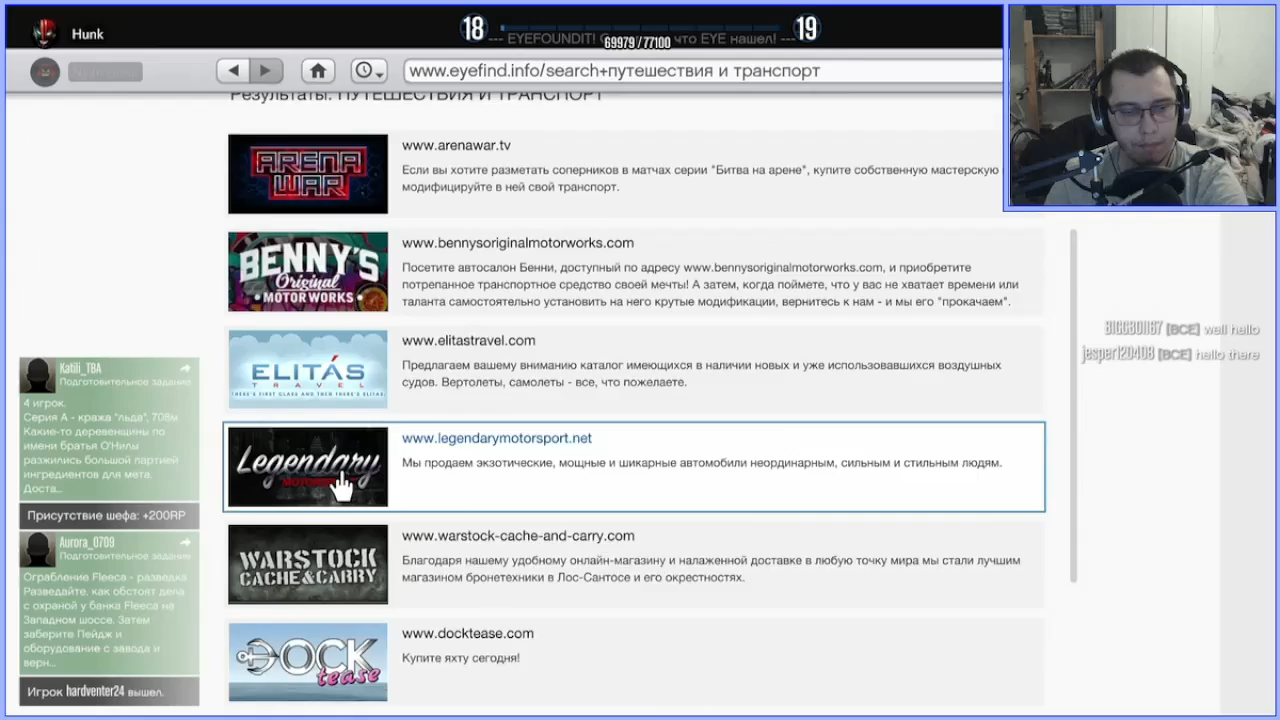 Hunk
18
19
--- EYEFOUNDIT!
что EYE нашел! ---
69979 / 77100
www.eyefind.info/search+путешествия и транспорт
Результаты: ПУТЕШЕСТВИЯ И ТРАНСПОРТ
ARENA
WAR
www.arenawar.tv
Если вы хотите разметать соперников в матчах серии "Битва на арене", купите собственную мастерскую
модифицируйте в ней свой транспорт.
BENNY'S
Original
MOTOR WORKS
www.bennysoriginalmotorworks.com
Посетите автосалон Бенни, доступный по адресу www.bennysoriginalmotorworks.com, и приобретите
потрепанное транспортное средство своей мечты! А затем, когда поймете, что у вас не хватает времени или
таланта самостоятельно установить на него крутые модификации, вернитесь к нам - и мы его "прокачаем".
ELITÁS
TRAVEL
THERE'S FIRST CLASS AND THEN THERE'S ELITÁS.
www.elitastravel.com
Предлагаем вашему вниманию каталог имеющихся в наличии новых и уже использовавшихся воздушных
судов. Вертолеты, самолеты - все, что пожелаете.
Legendary
www.legendarymotorsport.net
Мы продаем экзотические, мощные и шикарные автомобили неординарным, сильным и стильным людям.
WARSTOCK
CACHE & CARRY
www.warstock-cache-and-carry.com
Благодаря нашему удобному онлайн-магазину и налаженной доставке в любую точку мира мы стали лучшим
магазином бронетехники в Лос-Сантосе и его окрестностях.
DOCK
tease
www.docktease.com
Купите яхту сегодня!
BIGGB01167 [ВСЕ] well hello
jasper120408 [ВСЕ] hello there
Katili_TBA
Подготовительное задание
4 игрок.
Серия А - кража "льда", 708м
Какие-то деревенщины по
имени братья О'Нилы
разжились большой партией
ингредиентов для мета.
Доста...
Присутствие шефа: +200RP
Aurora_0709
Подготовительное задание
Ограбление Fleeca - разведка
Разведайте, как обстоят дела
с охраной у банка Fleeca на
Западном шоссе. Затем
заберите Пейдж и
оборудование с завода и
верн...
Игрок hardventer24 вышел.